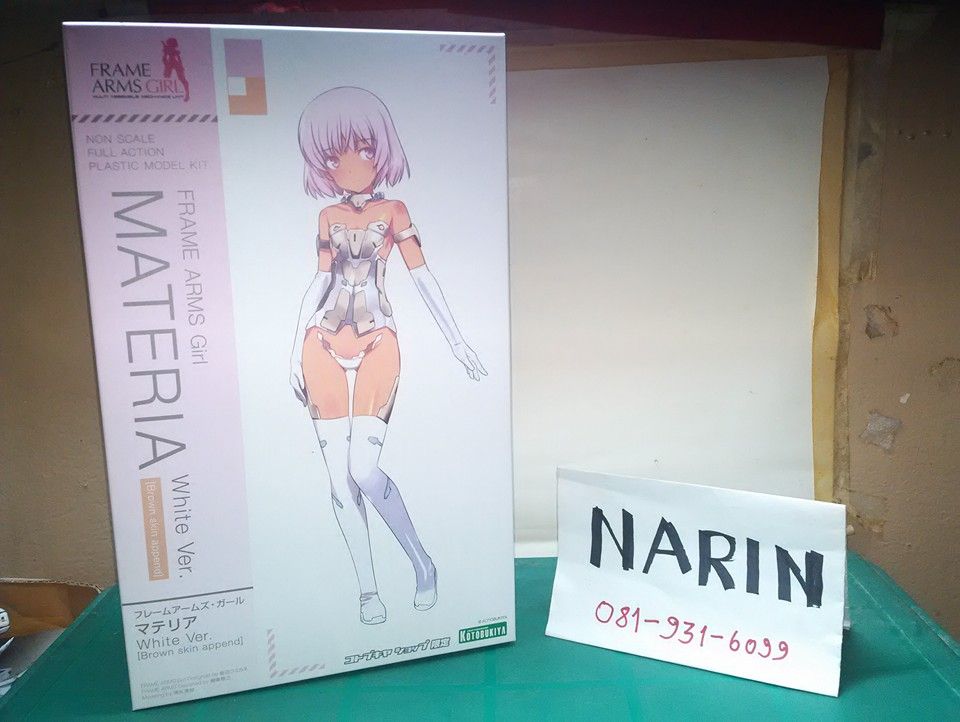 FRAME
ARMS GIRL
NON SCALE
FULL ACTION
PLASTIC MODEL KIT
FRAME ARMS Girl
MATERIA
White Ver.
[Brown skin append]
フレームアームズ・ガール
マテリア
White Ver.
[Brown skin append]
コトブキヤ ショップ 限定
© KOTOBUKIYA
KOTOBUKIYA
NARIN
081-931-6099